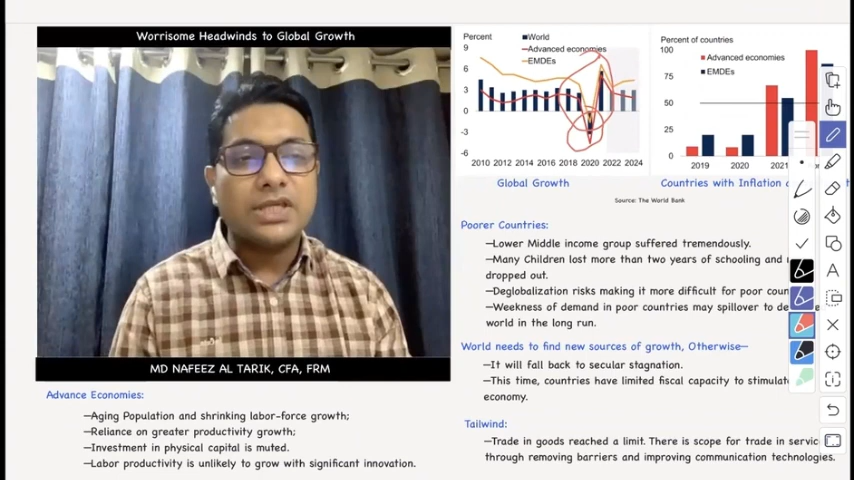 Worrisome Headwinds to Global Growth
MD NAFEEZ AL TARIK, CFA, FRM
Advance Economies:
—Aging Population and shrinking labor-force growth;
—Reliance on greater productivity growth;
—Investment in physical capital is muted.
—Labor productivity is unlikely to grow with significant innovation.
Percent
World
Advanced economies
EMDEs
9
6
3
0
-3
-6
2010 2012 2014 2016 2018 2020 2022 2024
Global Growth
Percent of countries
Advanced economies
EMDEs
100
75
50
25
0
2019 2020 2021
Countries with Inflation
Source: The World Bank
Poorer Countries:
—Lower Middle income group suffered tremendously.
—Many Children lost more than two years of schooling and
dropped out.
—Deglobalization risks making it more difficult for poor
—Weekness of demand in poor countries may spillover to
world in the long run.
World needs to find new sources of growth, Otherwise—
—It will fall back to secular stagnation.
—This time, countries have limited fiscal capacity to
economy.
Tailwind:
—Trade in goods reached a limit. There is scope for trade in
through removing barriers and improving communication technologies.
A